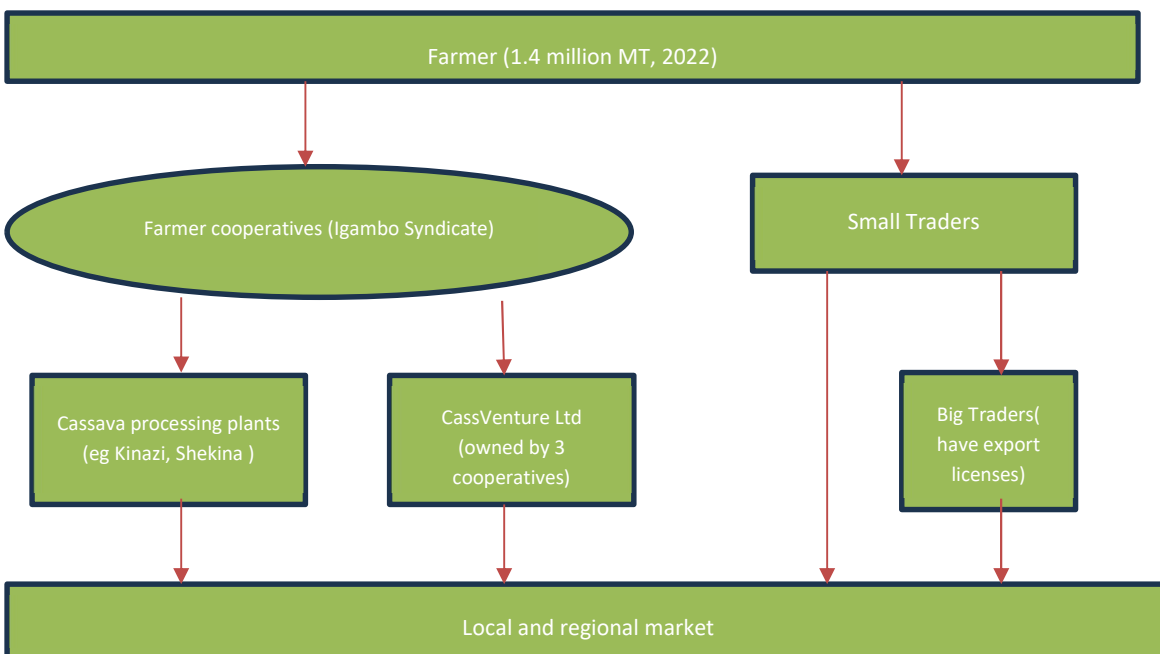 Farmer (1.4 million MT, 2022)
Farmer cooperatives (Igambo Syndicate)
Small Traders
Cassava processing plants
(eg Kinazi, Shekina )
CassVenture Ltd
(owned by 3
cooperatives)
Big Traders(
have export
licenses)
Local and regional market